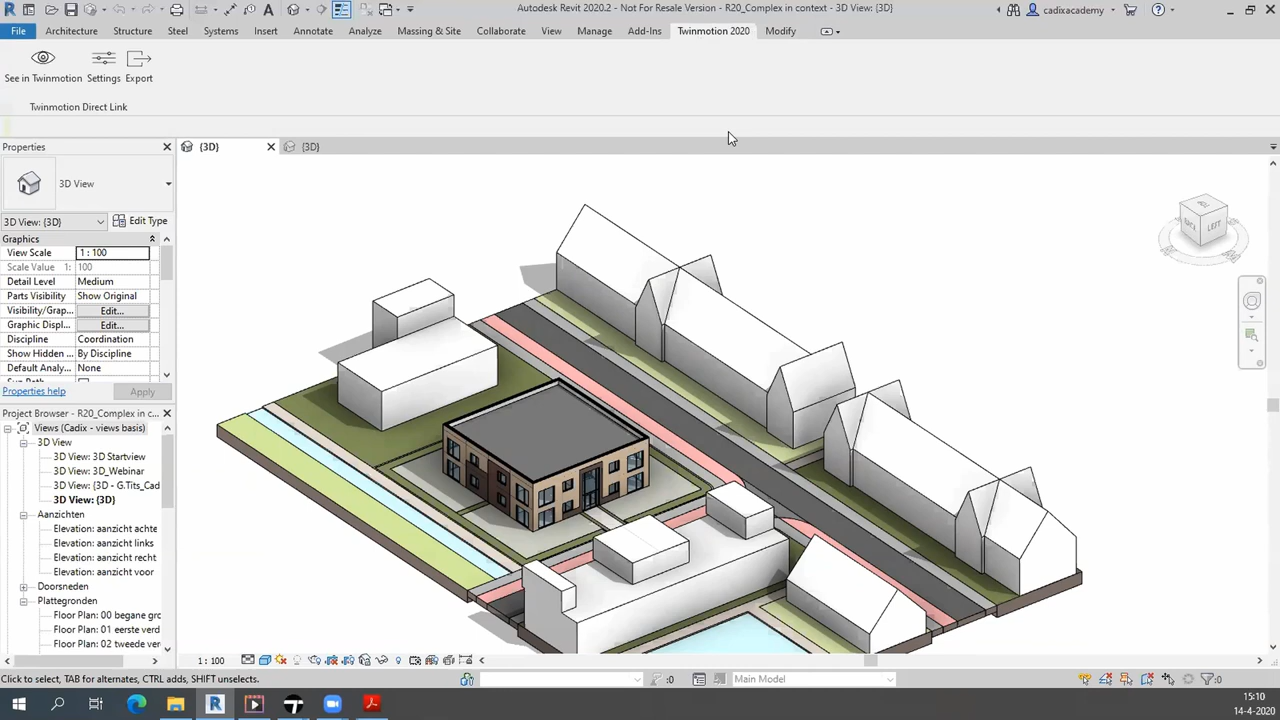 Autodesk Revit 2020.2 - Not For Resale Version - R20_Complex in context - 3D View: {3D}
cadixacademy
File Architecture Structure Steel Systems Insert Annotate Analyze Massing & Site Collaborate View Manage Add-Ins Twinmotion 2020 Modify
See in Twinmotion Settings Export
Twinmotion Direct Link
Properties
{3D} {3D}
3D View
3D View: {3D} Edit Type
Graphics
View Scale 1 : 100
Scale Value 1: 100
Detail Level Medium
Parts Visibility Show Original
Visibility/Grap... Edit...
Graphic Displ... Edit...
Discipline Coordination
Show Hidden By Discipline
Default Analy... None
Properties help Apply
Project Browser - R20_Complex in c...
Views (Cadix - views basis)
3D View
3D View: 3D Startview
3D View: 3D_Webinar
3D View: {3D - G.Tits_Cad
3D View: {3D}
Aanzichten
Elevation: aanzicht achte
Elevation: aanzicht links
Elevation: aanzicht recht
Elevation: aanzicht voor
Doorsneden
Plattegronden
Floor Plan: 00 begane gro
Floor Plan: 01 eerste verd
Floor Plan: 02 tweede ver
LEFT
1 : 100
Click to select, TAB for alternates, CTRL adds, SHIFT unselects.
:0
Main Model
:0
15:10
14-4-2020